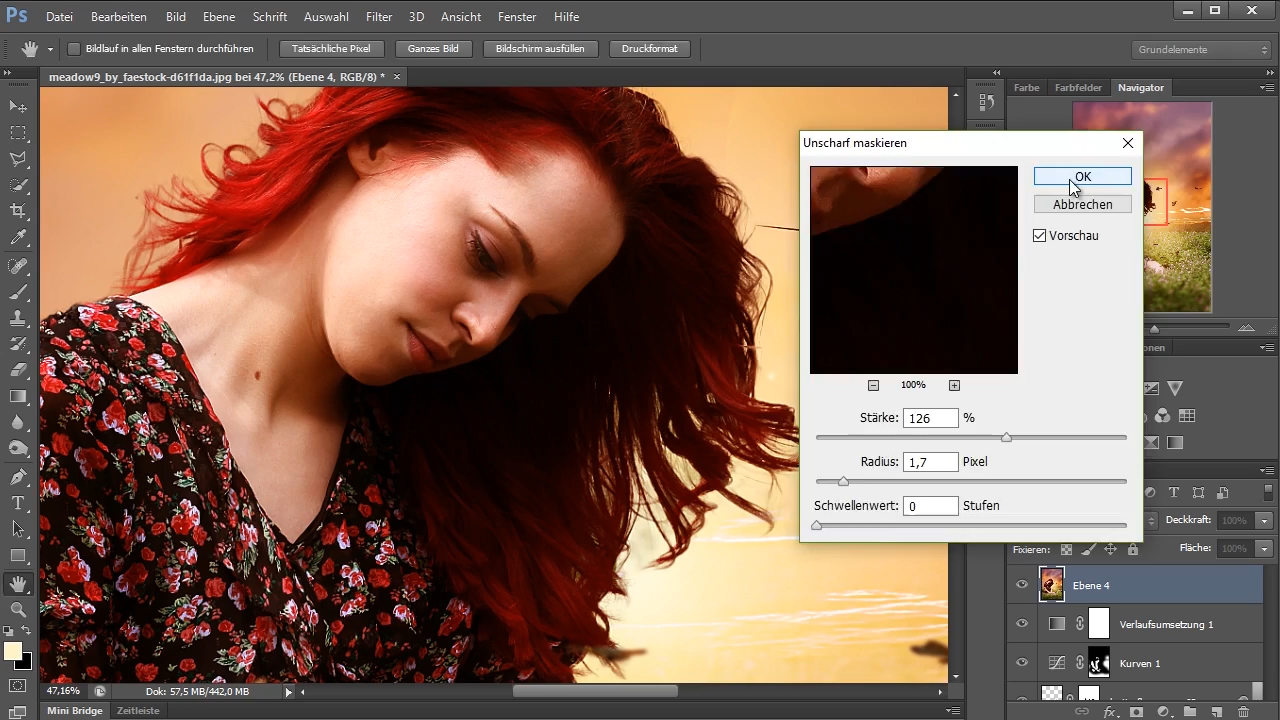 Ps Datei Bearbeiten Bild Ebene Schrift Auswahl Filter 3D Ansicht Fenster Hilfe
Bildlauf in allen Fenstern durchführen Tatsächliche Pixel Ganzes Bild Bildschirm ausfüllen Druckformat Grundelemente
meadow9_by_faestock-d61f1da.jpg bei 47,2% (Ebene 4, RGB/8) *
Farbe Farbfelder Navigator
Unscharf maskieren
OK
Abbrechen
Vorschau
100%
Stärke: 126 %
Radius: 1,7 Pixel
Schwellenwert: 0 Stufen
Deckkraft: 100%
Fixieren: Fläche: 100%
Ebene 4
Verlaufsumsetzung 1
Kurven 1
47,16% Dok: 57,5 MB/442,0 MB
Mini Bridge Zeitleiste